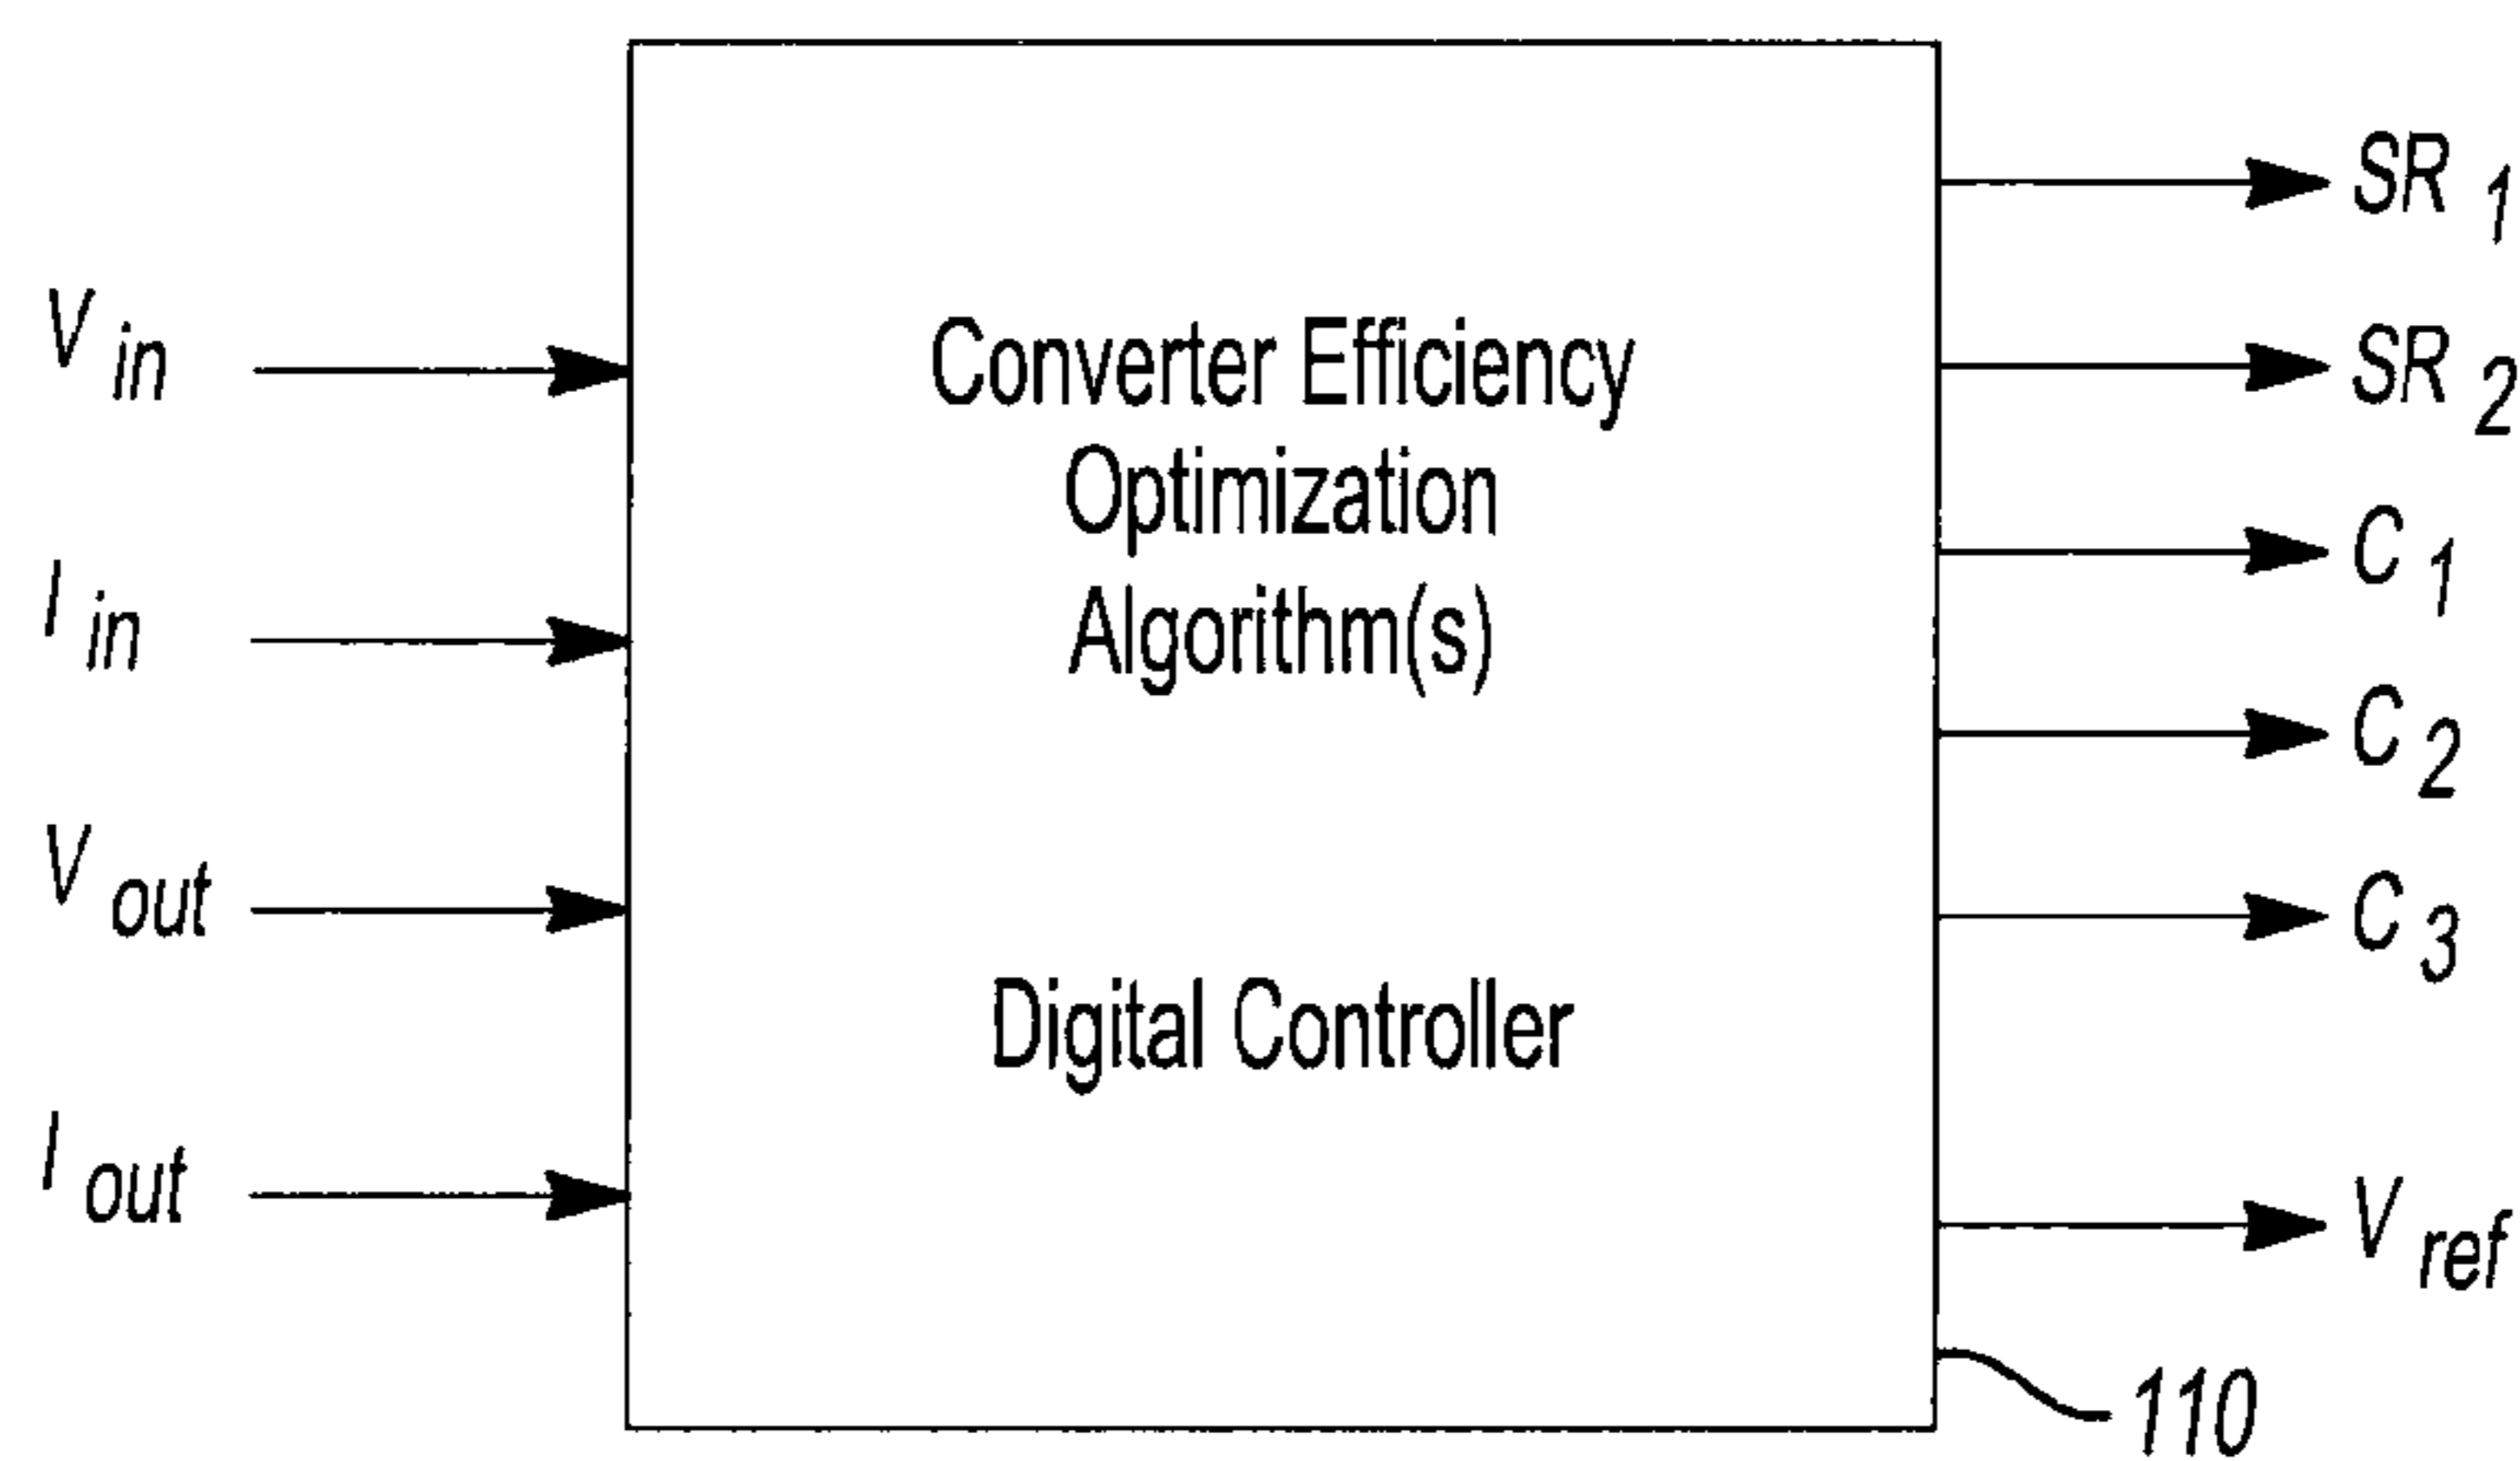 V in
I in
V out
I out
Converter Efficiency
Optimization
Algorithm(s)
Digital Controller
SR 1
SR 2
C 1
C 2
C 3
V ref
110